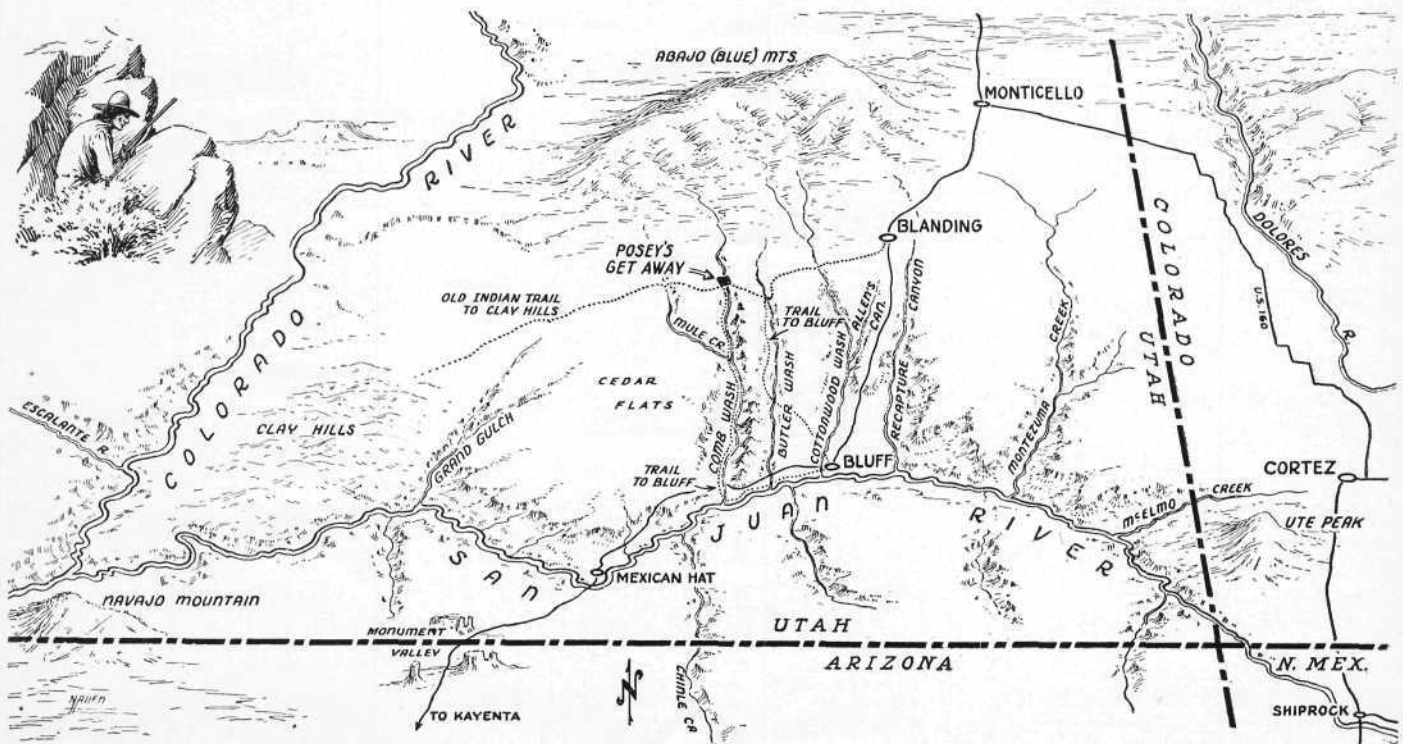 ABAJO (BLUE) MTS.
MONTICELLO
COLORADO RIVER
BLANDING
POSEY'S
GET AWAY
OLD INDIAN TRAIL
TO CLAY HILLS
MULE CR.
TRAIL
TO BLUFF
COMB WASH
BUTLER WASH
COTTONWOOD WASH
ALLEN'S
CAN.
RECAPTURE CANYON
MONTEZUMA CREEK
COLORADO
UTAH
U.S. 160
DOLORES R.
CEDAR
FLATS
ESCALANTE R.
CLAY HILLS
GRAND GULCH
TRAIL
TO BLUFF
BLUFF
CORTEZ
McELMO CREEK
UTE PEAK
SAN JUAN RIVER
MEXICAN HAT
NAVAJO MOUNTAIN
MONUMENT
VALLEY
UTAH
ARIZONA
N. MEX.
N
CHINLE CR
TO KAYENTA
SHIPROCK